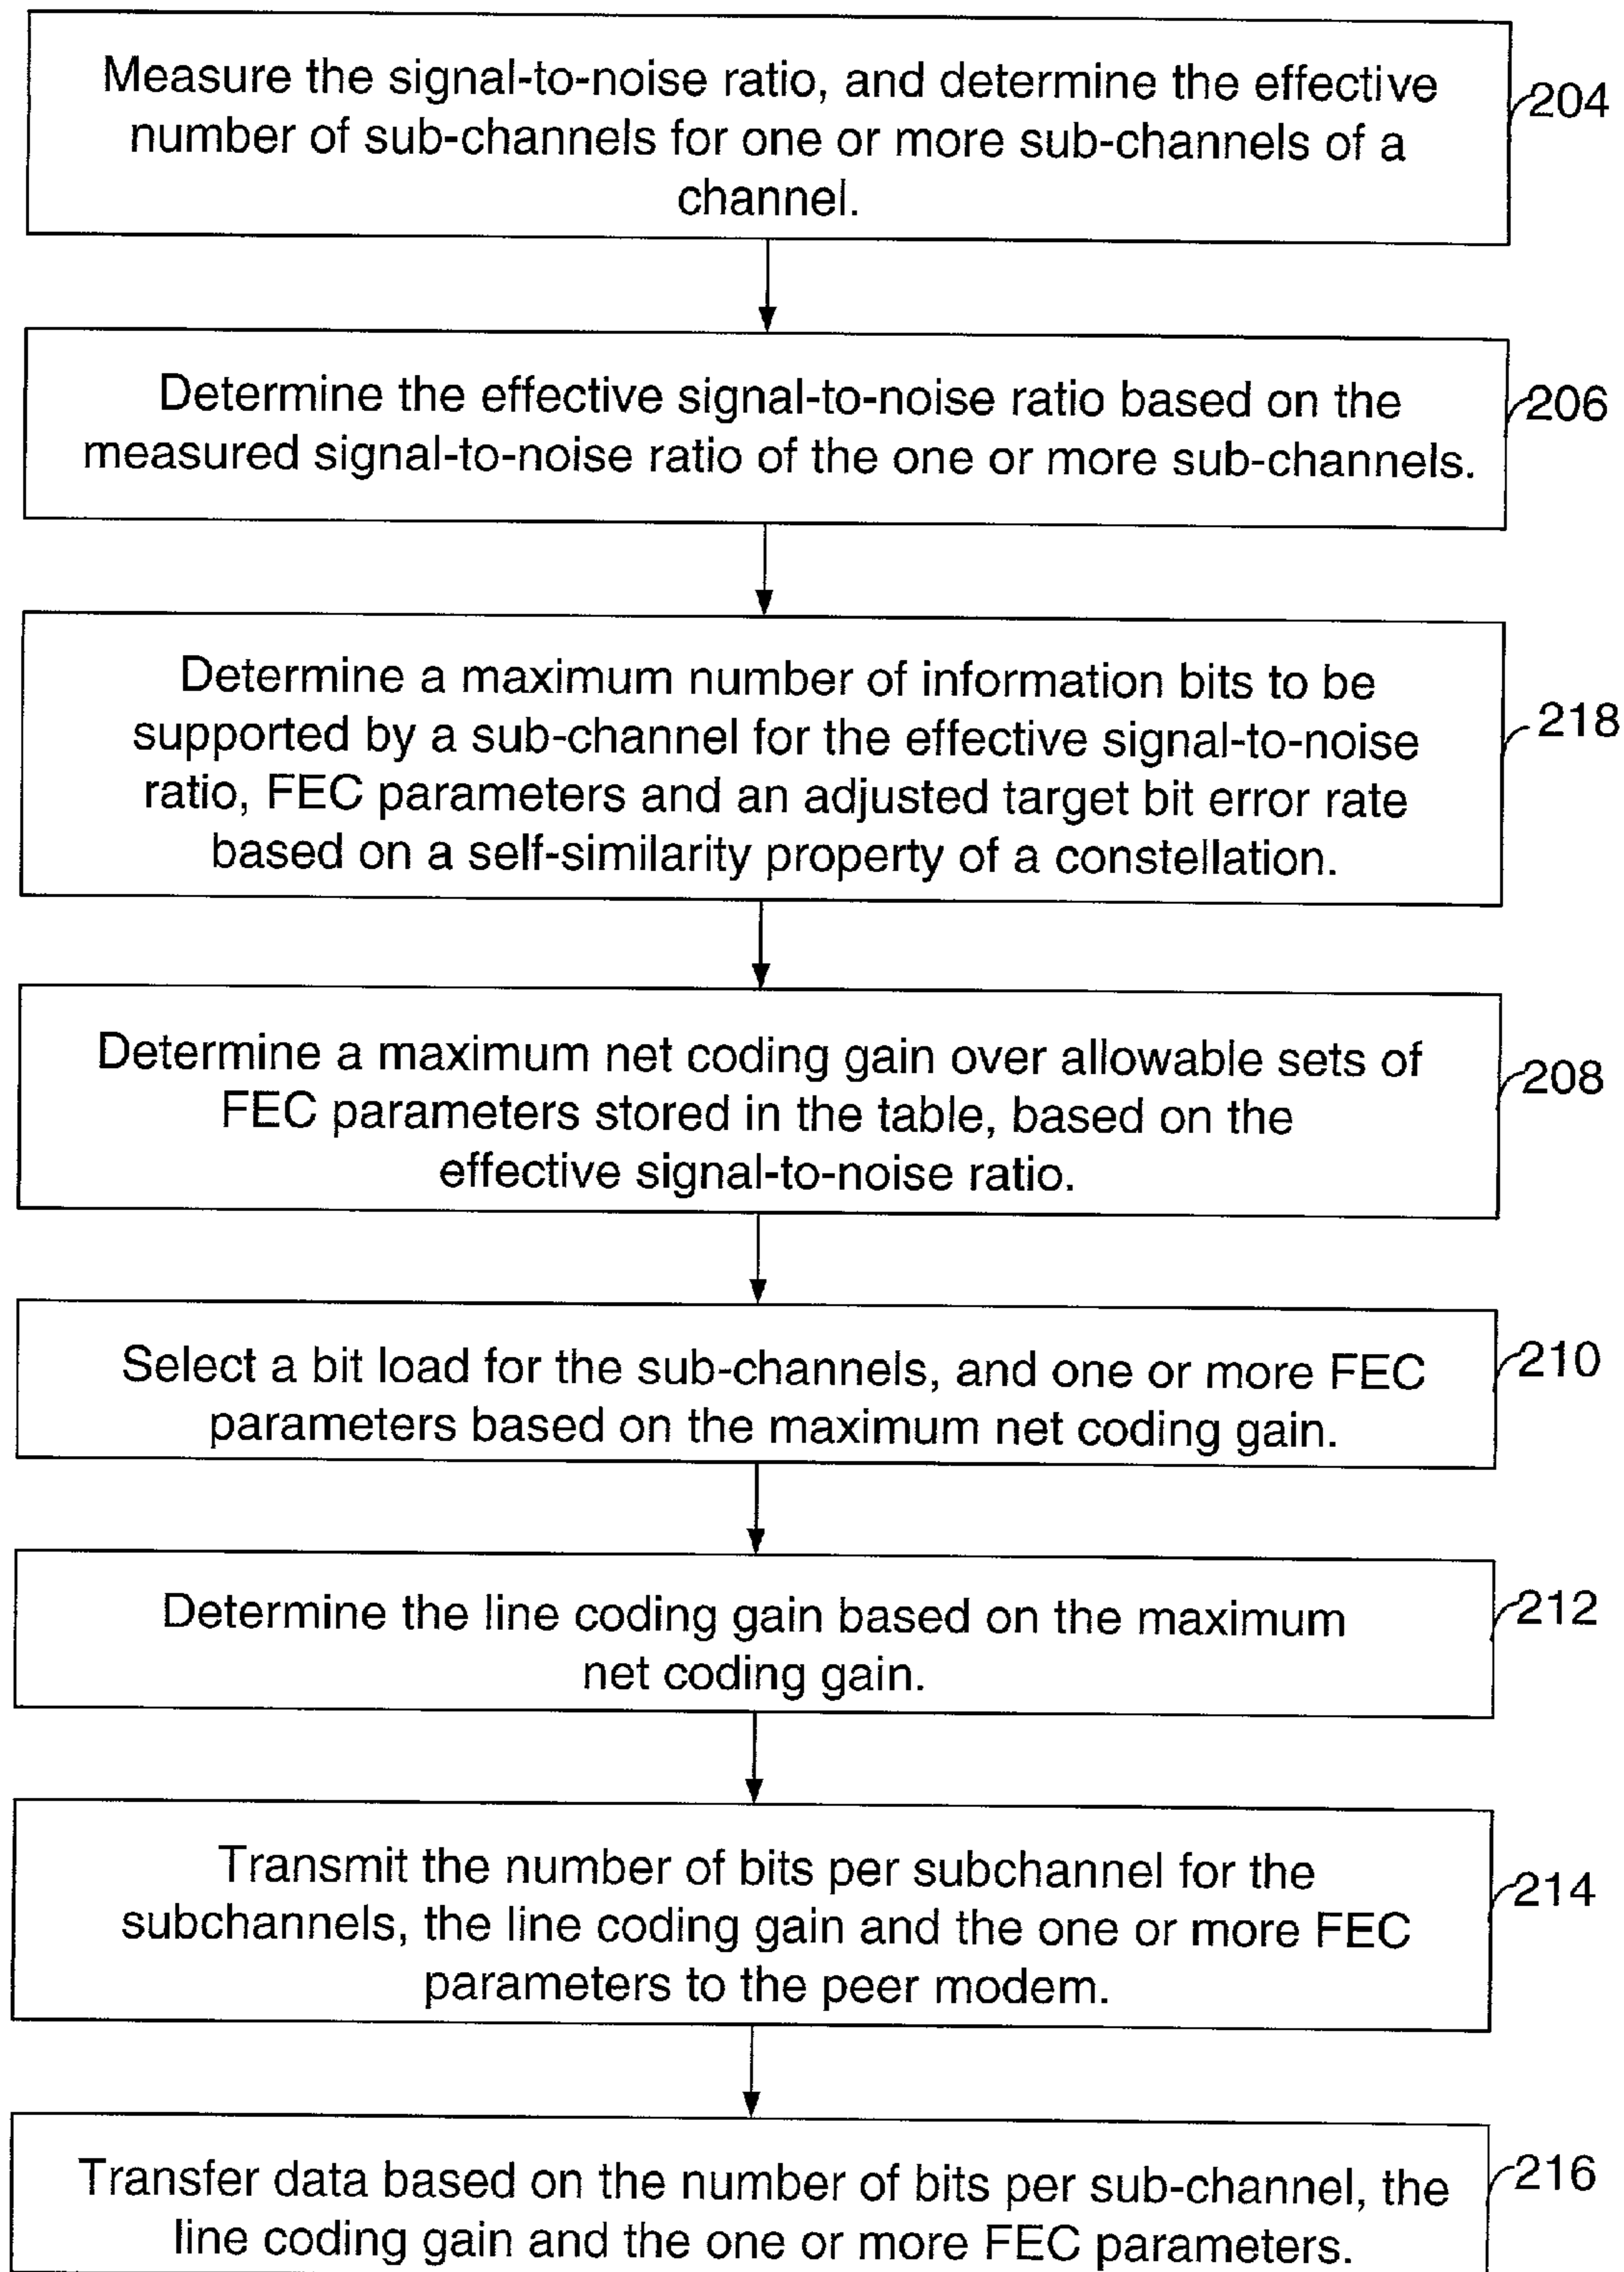 Measure the signal-to-noise ratio, and determine the effective
number of sub-channels for one or more sub-channels of a
channel.
204
Determine the effective signal-to-noise ratio based on the
measured signal-to-noise ratio of the one or more sub-channels.
206
Determine a maximum number of information bits to be
supported by a sub-channel for the effective signal-to-noise
ratio, FEC parameters and an adjusted target bit error rate
based on a self-similarity property of a constellation.
218
Determine a maximum net coding gain over allowable sets of
FEC parameters stored in the table, based on the
effective signal-to-noise ratio.
208
Select a bit load for the sub-channels, and one or more FEC
parameters based on the maximum net coding gain.
210
Determine the line coding gain based on the maximum
net coding gain.
212
Transmit the number of bits per subchannel for the
subchannels, the line coding gain and the one or more FEC
parameters to the peer modem.
214
Transfer data based on the number of bits per sub-channel, the
line coding gain and the one or more FEC parameters.
216